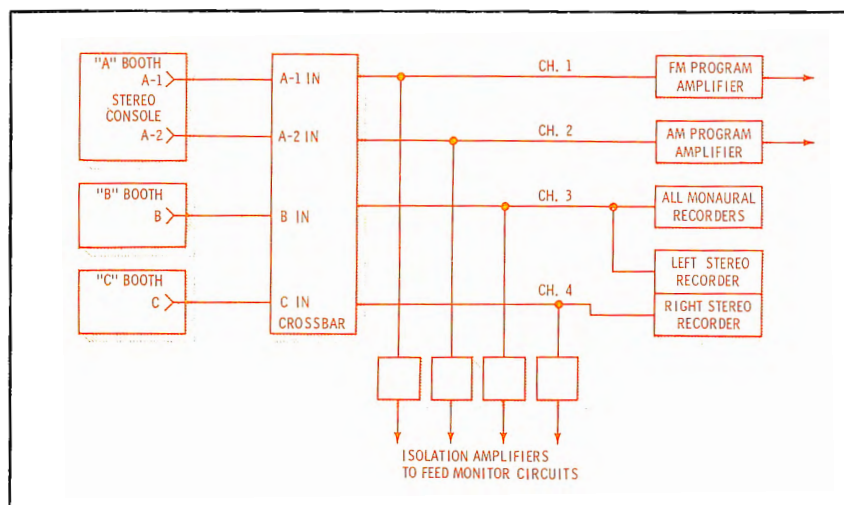 "A" BOOTH
A-1
STEREO
CONSOLE
A-2
"B" BOOTH
B
"C" BOOTH
C
A-1 IN
A-2 IN
B IN
C IN
CROSSBAR
CH. 1
CH. 2
CH. 3
CH. 4
FM PROGRAM
AMPLIFIER
AM PROGRAM
AMPLIFIER
ALL MONAURAL
RECORDERS
LEFT STEREO
RECORDER
RIGHT STEREO
RECORDER
ISOLATION AMPLIFIERS
TO FEED MONITOR CIRCUITS